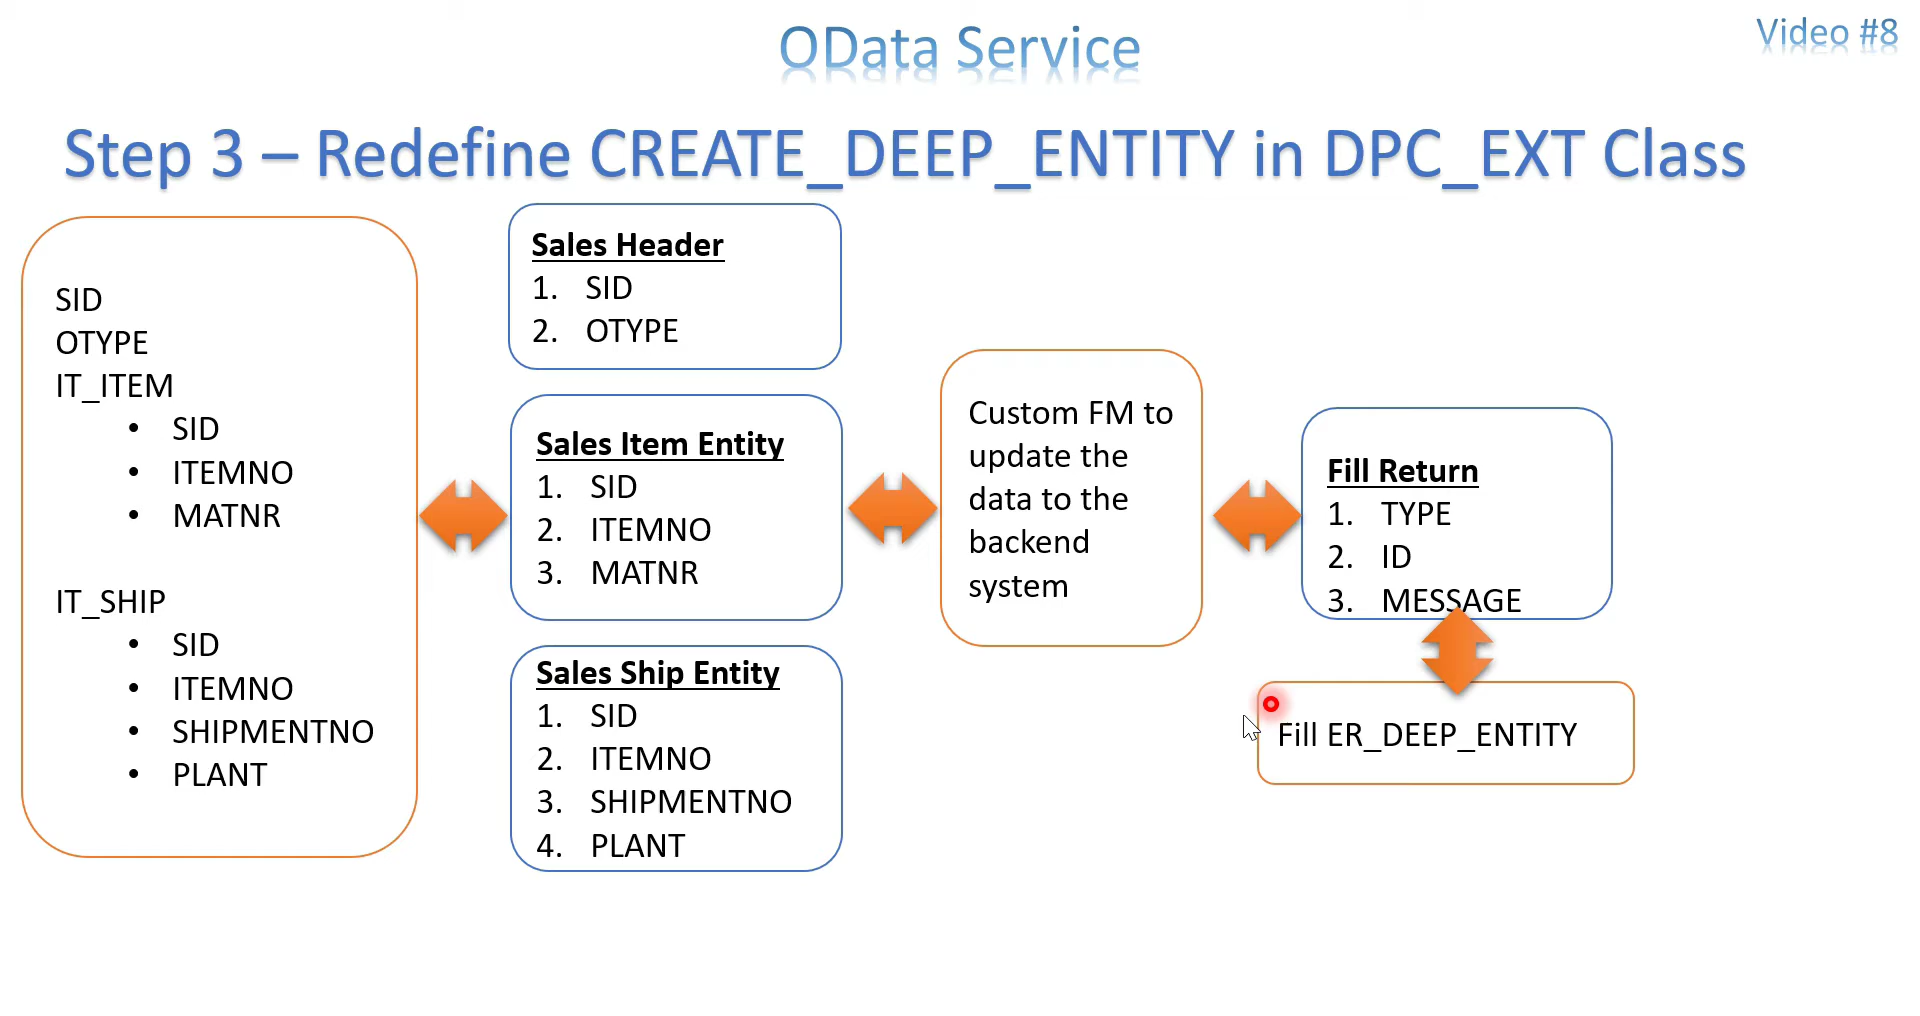 OData Service
Video #8
Step 3 – Redefine CREATE_DEEP_ENTITY in DPC_EXT Class
SID
OTYPE
IT_ITEM
• SID
• ITEMNO
• MATNR
IT_SHIP
• SID
• ITEMNO
• SHIPMENTNO
• PLANT
Sales Header
1. SID
2. OTYPE
Sales Item Entity
1. SID
2. ITEMNO
3. MATNR
Sales Ship Entity
1. SID
2. ITEMNO
3. SHIPMENTNO
4. PLANT
Custom FM to
update the
data to the
backend
system
Fill Return
1. TYPE
2. ID
3. MESSAGE
Fill ER_DEEP_ENTITY